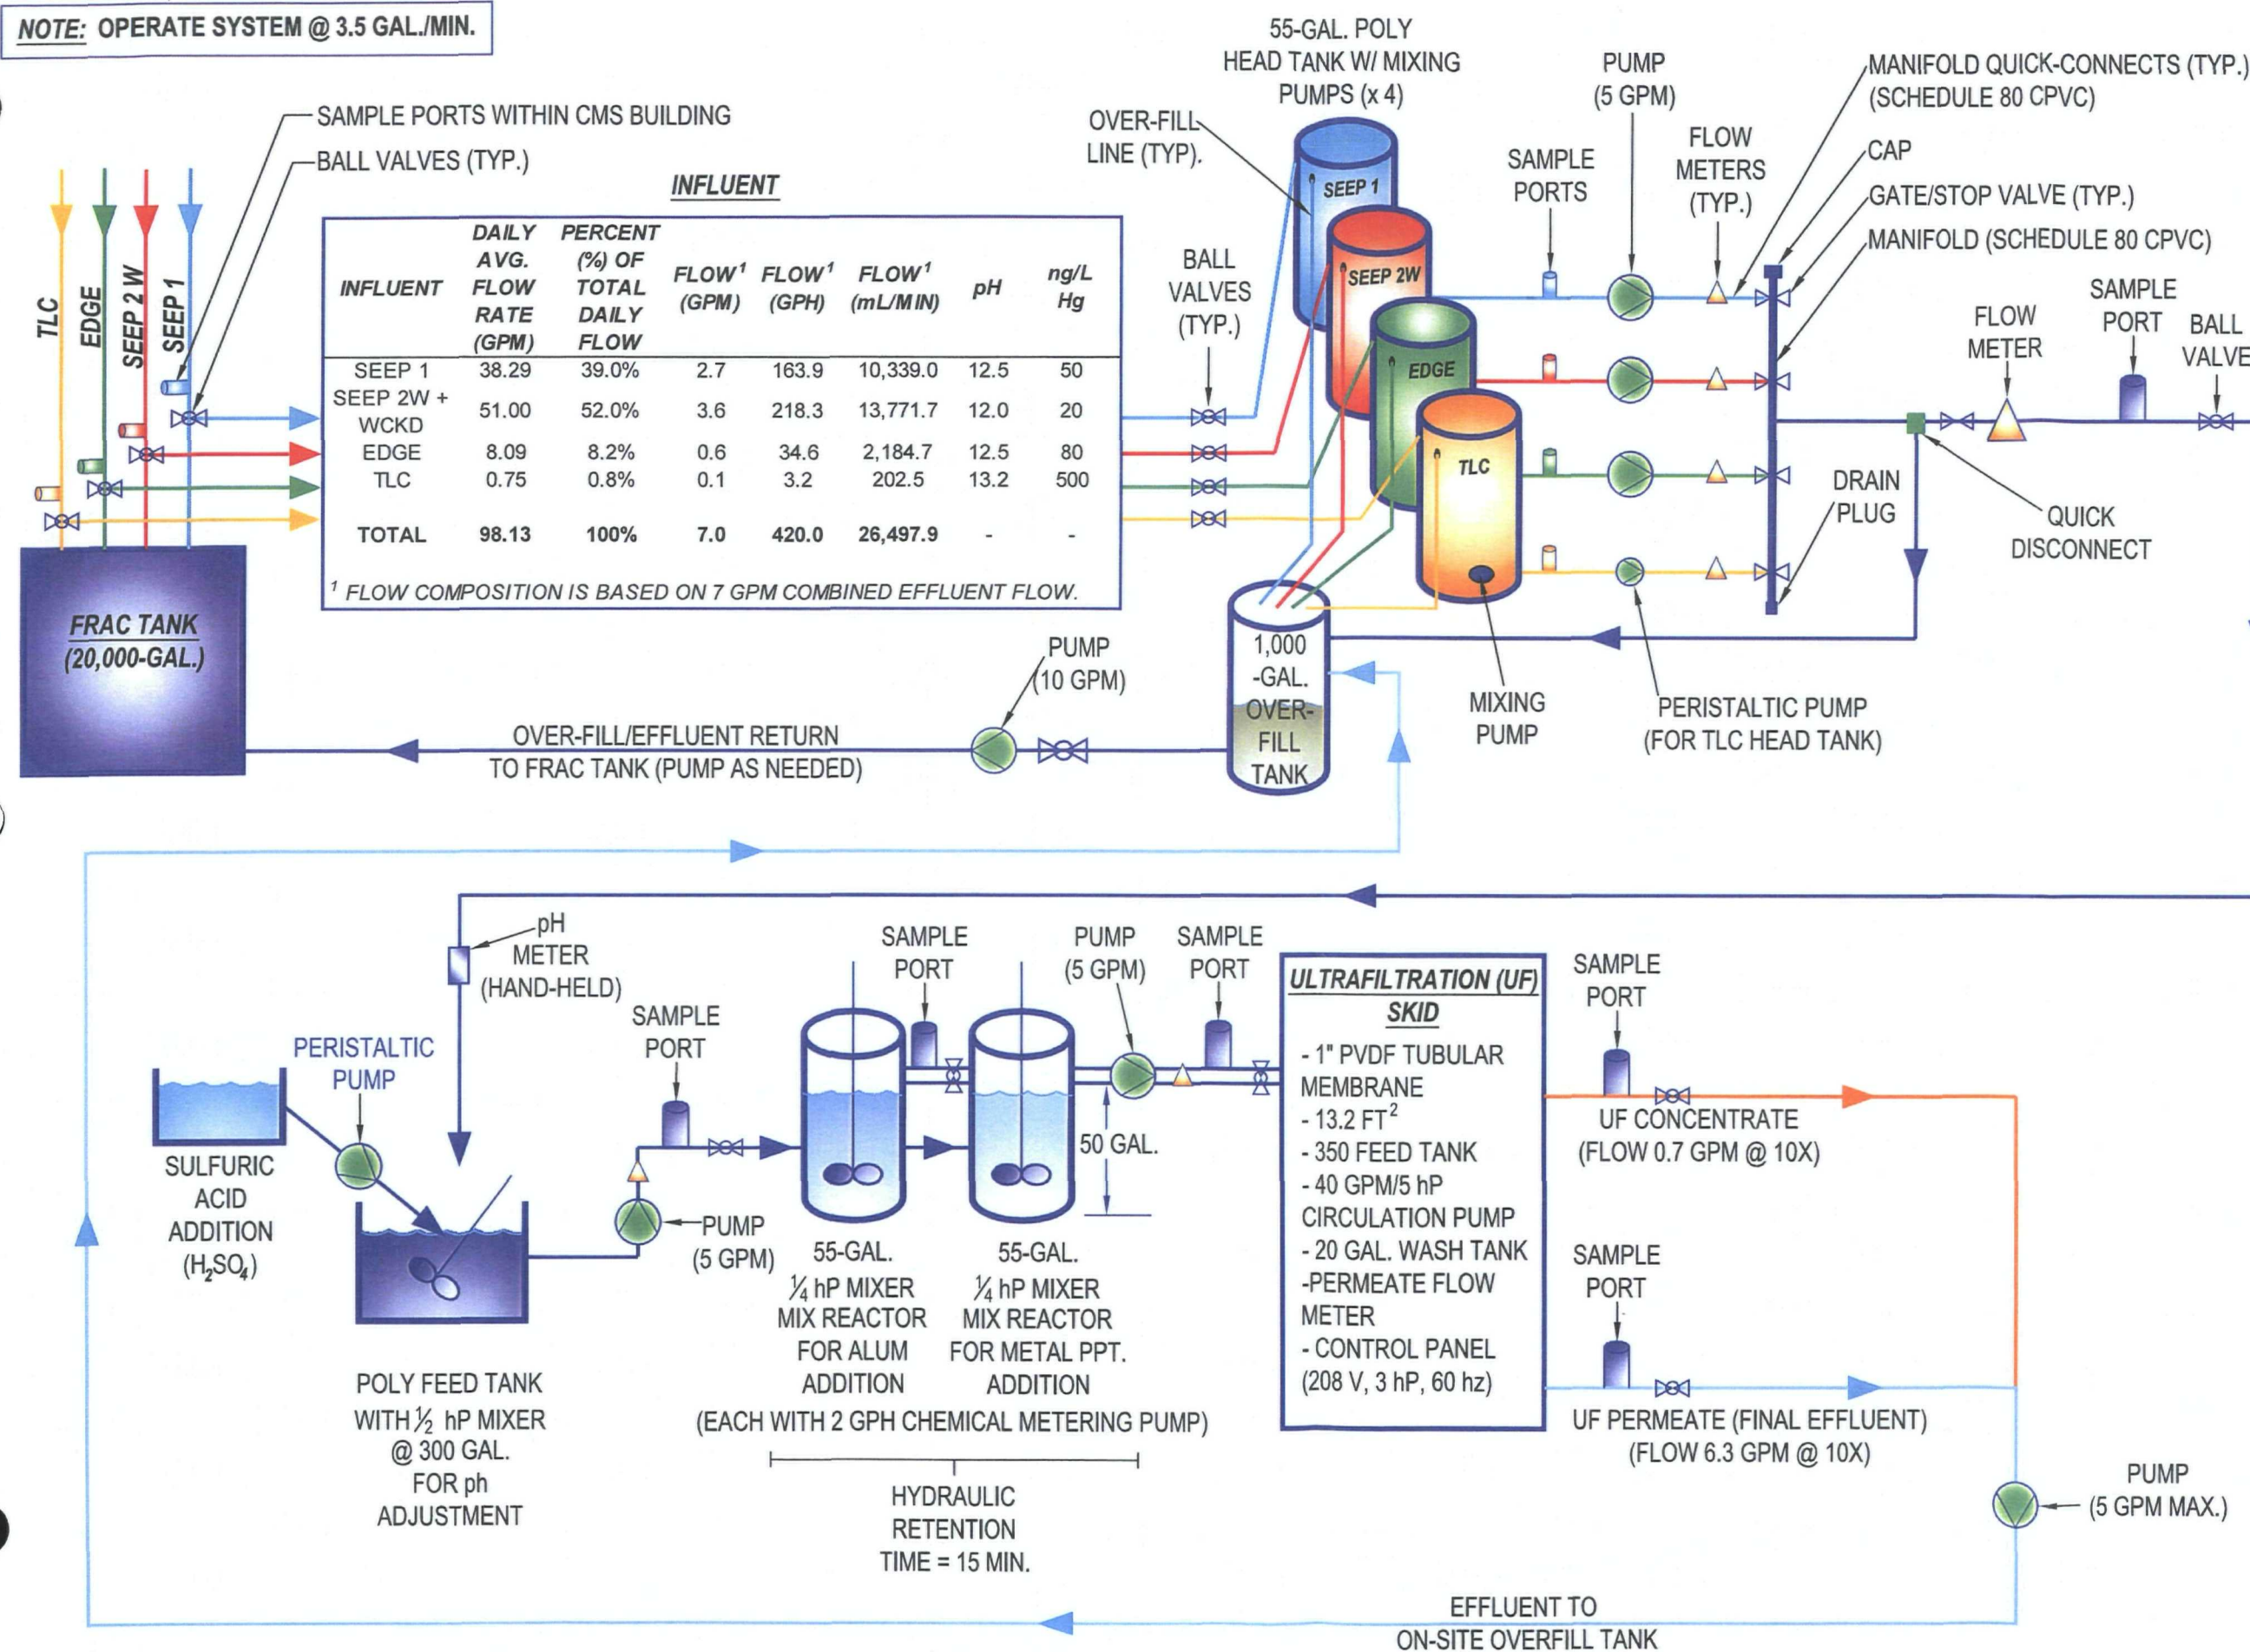 NOTE: OPERATE SYSTEM @ 3.5 GAL./MIN.
SAMPLE PORTS WITHIN CMS BUILDING
BALL VALVES (TYP.)
TLC
EDGE
SEEP 2 W
SEEP 1
FRAC TANK
(20,000-GAL.)
INFLUENT
INFLUENT DAILY AVG. FLOW RATE (GPM) PERCENT (%) OF TOTAL DAILY FLOW FLOW¹ (GPM) FLOW¹ (GPH) FLOW¹ (mL/MIN) pH ng/L Hg
SEEP 1 38.29 39.0% 2.7 163.9 10,339.0 12.5 50
SEEP 2W + WCKD 51.00 52.0% 3.6 218.3 13,771.7 12.0 20
EDGE 8.09 8.2% 0.6 34.6 2,184.7 12.5 80
TLC 0.75 0.8% 0.1 3.2 202.5 13.2 500
TOTAL 98.13 100% 7.0 420.0 26,497.9 - -
¹ FLOW COMPOSITION IS BASED ON 7 GPM COMBINED EFFLUENT FLOW.
55-GAL. POLY
HEAD TANK W/ MIXING
PUMPS (x 4)
OVER-FILL
LINE (TYP).
BALL
VALVES
(TYP.)
SEEP 1
SEEP 2W
EDGE
TLC
SAMPLE
PORTS
PUMP
(5 GPM)
FLOW
METERS
(TYP.)
MANIFOLD QUICK-CONNECTS (TYP.)
(SCHEDULE 80 CPVC)
CAP
GATE/STOP VALVE (TYP.)
MANIFOLD (SCHEDULE 80 CPVC)
FLOW
METER
SAMPLE
PORT
BALL
VALVE
DRAIN
PLUG
QUICK
DISCONNECT
MIXING
PUMP
PERISTALTIC PUMP
(FOR TLC HEAD TANK)
1,000
-GAL.
OVER-
FILL
TANK
PUMP
(10 GPM)
OVER-FILL/EFFLUENT RETURN
TO FRAC TANK (PUMP AS NEEDED)
pH
METER
(HAND-HELD)
PERISTALTIC
PUMP
SULFURIC
ACID
ADDITION
(H₂SO₄)
POLY FEED TANK
WITH ½ hP MIXER
@ 300 GAL.
FOR ph
ADJUSTMENT
SAMPLE
PORT
PUMP
(5 GPM)
SAMPLE
PORT
PUMP
(5 GPM)
SAMPLE
PORT
50 GAL.
55-GAL.
¼ hP MIXER
MIX REACTOR
FOR ALUM
ADDITION
55-GAL.
¼ hP MIXER
MIX REACTOR
FOR METAL PPT.
ADDITION
(EACH WITH 2 GPH CHEMICAL METERING PUMP)
HYDRAULIC
RETENTION
TIME = 15 MIN.
ULTRAFILTRATION (UF)
SKID
- 1" PVDF TUBULAR
MEMBRANE
- 13.2 FT²
- 350 FEED TANK
- 40 GPM/5 hP
CIRCULATION PUMP
- 20 GAL. WASH TANK
-PERMEATE FLOW
METER
- CONTROL PANEL
(208 V, 3 hP, 60 hz)
SAMPLE
PORT
UF CONCENTRATE
(FLOW 0.7 GPM @ 10X)
SAMPLE
PORT
UF PERMEATE (FINAL EFFLUENT)
(FLOW 6.3 GPM @ 10X)
PUMP
(5 GPM MAX.)
EFFLUENT TO
ON-SITE OVERFILL TANK